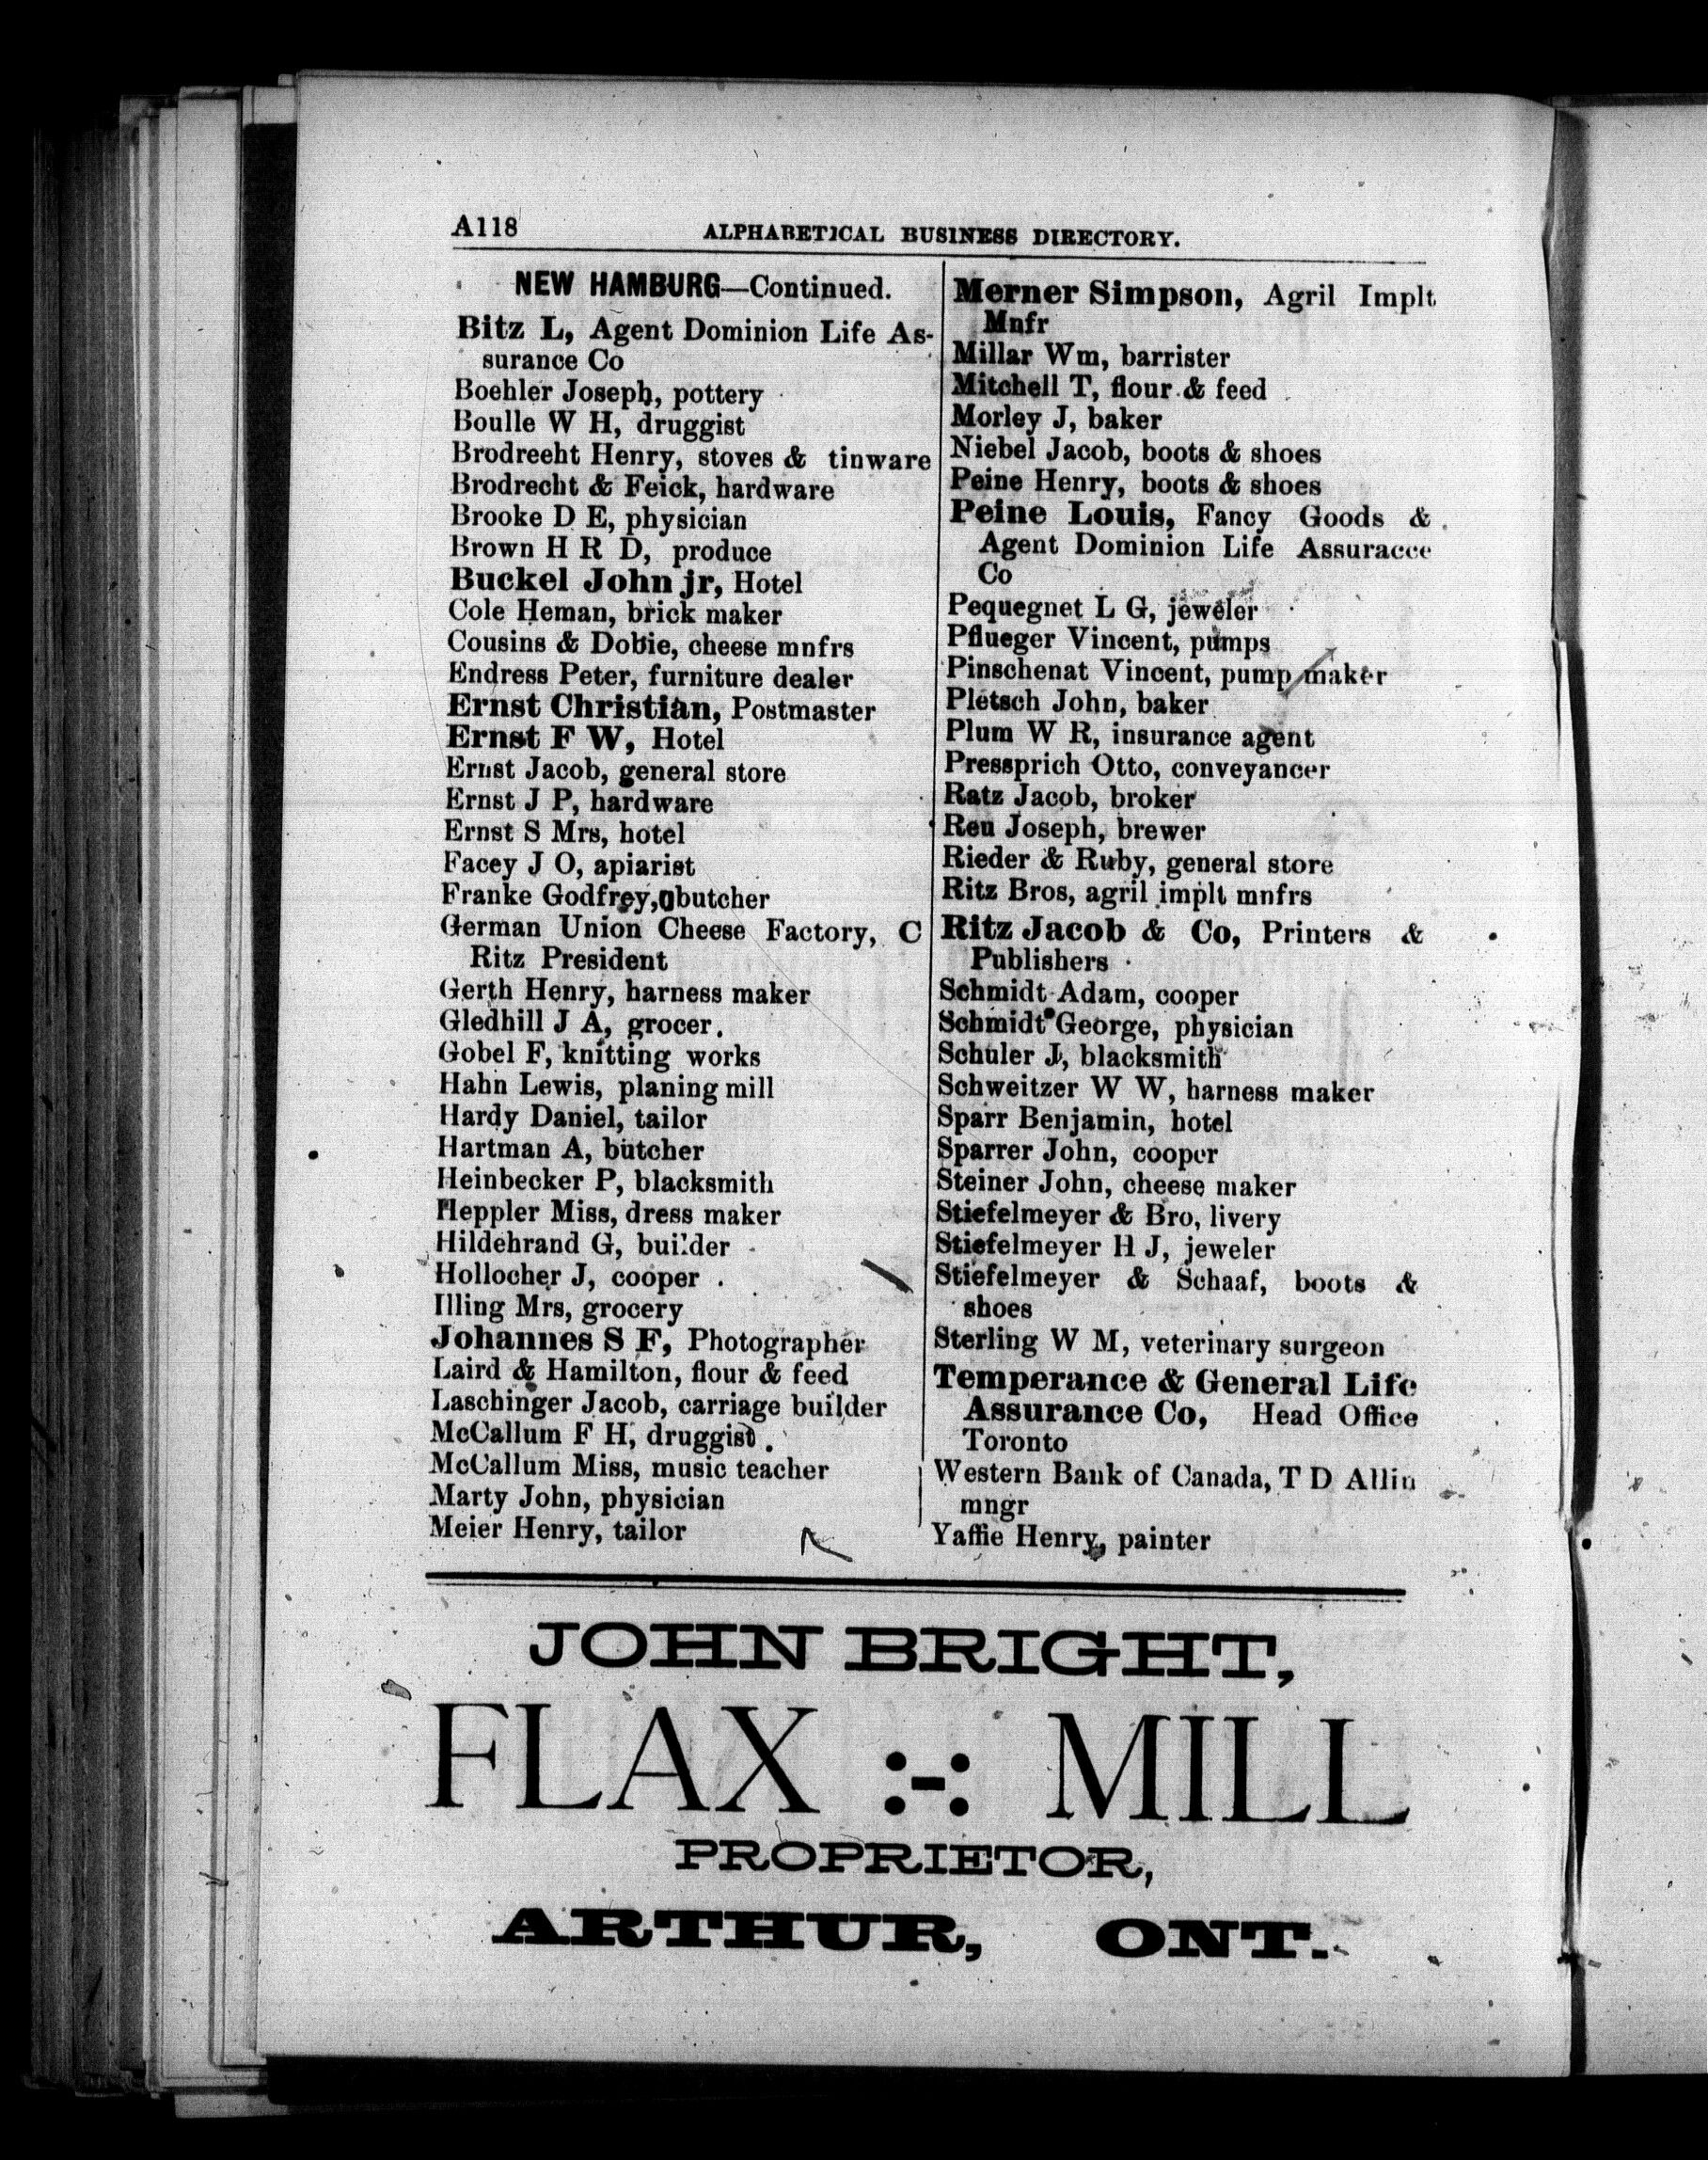 A118
ALPHABETICAL BUSINESS DIRECTORY.
NEW HAMBURG—Continued.
Bitz L, Agent Dominion Life As-
surance Co
Boehler Joseph, pottery
Boulle W H, druggist
Brodreeht Henry, stoves & tinware
Brodrecht & Feick, hardware
Brooke D E, physician
Brown H R D, produce
Buckel John jr, Hotel
Cole Heman, brick maker
Cousins & Dobie, cheese mnfrs
Endress Peter, furniture dealer
Ernst Christian, Postmaster
Ernst F W, Hotel
Ernst Jacob, general store
Ernst J P, hardware
Ernst S Mrs, hotel
Facey J O, apiarist
Franke Godfrey, butcher
German Union Cheese Factory, C
Ritz President
Gerth Henry, harness maker
Gledhill J A, grocer.
Gobel F, knitting works
Hahn Lewis, planing mill
Hardy Daniel, tailor
Hartman A, butcher
Heinbecker P, blacksmith
Heppler Miss, dress maker
Hildehrand G, builder
Hollocher J, cooper .
Illing Mrs, grocery
Johannes S F, Photographer
Laird & Hamilton, flour & feed
Laschinger Jacob, carriage builder
McCallum F H, druggist.
McCallum Miss, music teacher
Marty John, physician
Meier Henry, tailor
Merner Simpson, Agril Implt
Mnfr
Millar Wm, barrister
Mitchell T, flour & feed
Morley J, baker
Niebel Jacob, boots & shoes
Peine Henry, boots & shoes
Peine Louis, Fancy Goods &
Agent Dominion Life Assuracce
Co
Pequegnet L G, jeweler
Pflueger Vincent, pumps
Pinschenat Vincent, pump maker
Pletsch John, baker
Plum W R, insurance agent
Pressprich Otto, conveyancer
Ratz Jacob, broker
Reu Joseph, brewer
Rieder & Ruby, general store
Ritz Bros, agril implt mnfrs
Ritz Jacob & Co, Printers &
Publishers
Schmidt Adam, cooper
Schmidt George, physician
Schuler J, blacksmith
Schweitzer W W, harness maker
Sparr Benjamin, hotel
Sparrer John, cooper
Steiner John, cheese maker
Stiefelmeyer & Bro, livery
Stiefelmeyer H J, jeweler
Stiefelmeyer & Schaaf, boots &
shoes
Sterling W M, veterinary surgeon
Temperance & General Life
Assurance Co, Head Office
Toronto
Western Bank of Canada, T D Allin
mngr
Yaffie Henry, painter
JOHN BRIGHT,
FLAX :-: MILL
PROPRIETOR,
ARTHUR, ONT.